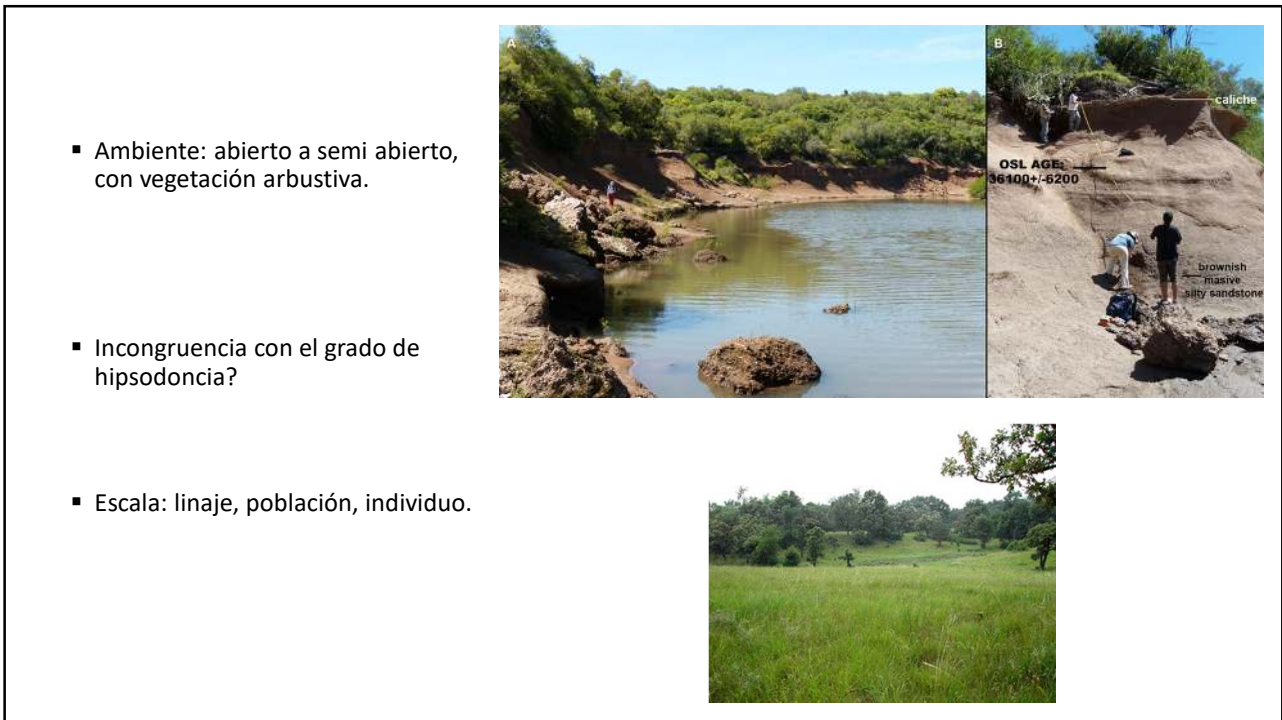 ▪ Ambiente: abierto a semi abierto,
con vegetación arbustiva.
▪ Incongruencia con el grado de
hipsodoncia?
▪ Escala: linaje, población, individuo.
A
B
caliche
OSL AGE:
36100+/-6200
brownish
masive
silty sandstone